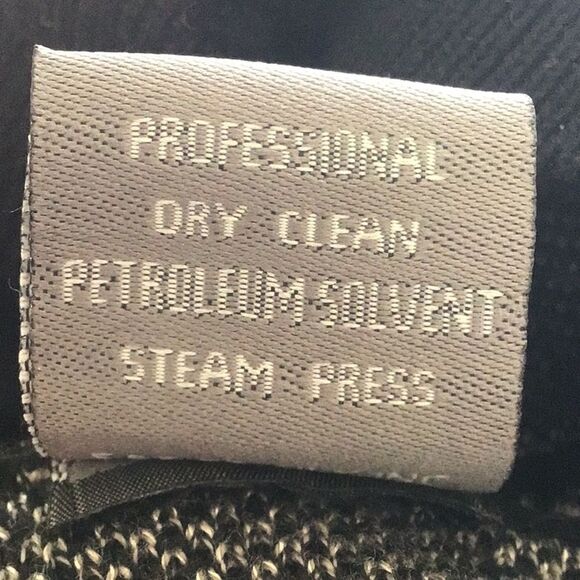 PROFESSIONAL
DRY CLEAN
PETROLEUM SOLVENT
STEAM PRESS